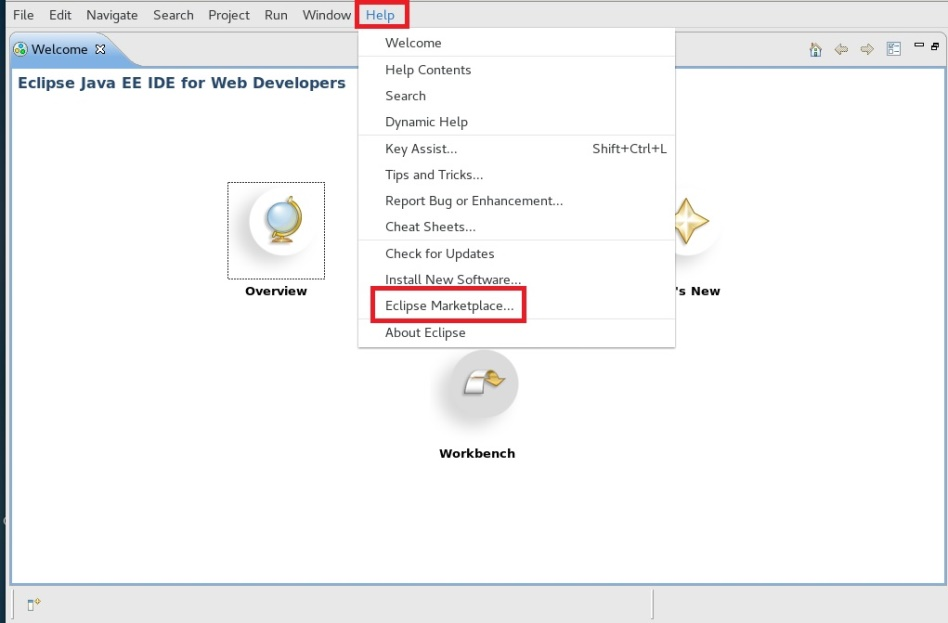 File Edit Navigate Search Project Run Window Help
Welcome
Eclipse Java EE IDE for Web Developers
Welcome
Help Contents
Search
Dynamic Help
Key Assist... Shift+Ctrl+L
Tips and Tricks...
Report Bug or Enhancement...
Cheat Sheets...
Check for Updates
Install New Software...
Eclipse Marketplace...
About Eclipse
Overview
's New
Workbench